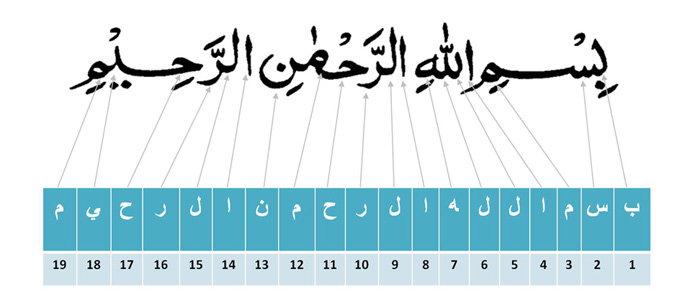 بِسْمِ اللهِ الرَّحْمٰنِ الرَّحِيْمِ
ب س م ا ل ل ه ا ل ر ح م ن ا ل ر ح ي م
1 2 3 4 5 6 7 8 9 10 11 12 13 14 15 16 17 18 19